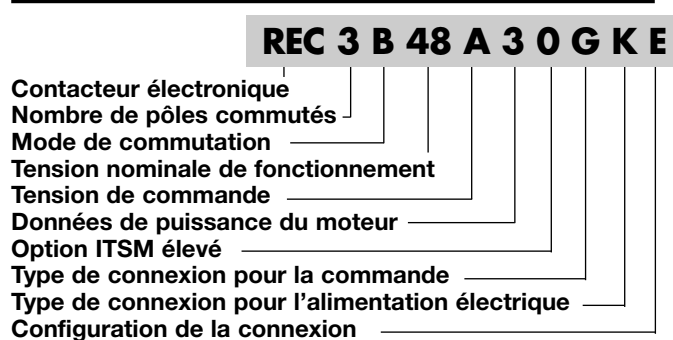 REC 3 B 48 A 3 0 G K E
Contacteur électronique
Nombre de pôles commutés
Mode de commutation
Tension nominale de fonctionnement
Tension de commande
Données de puissance du moteur
Option ITSM élevé
Type de connexion pour la commande
Type de connexion pour l'alimentation électrique
Configuration de la connexion